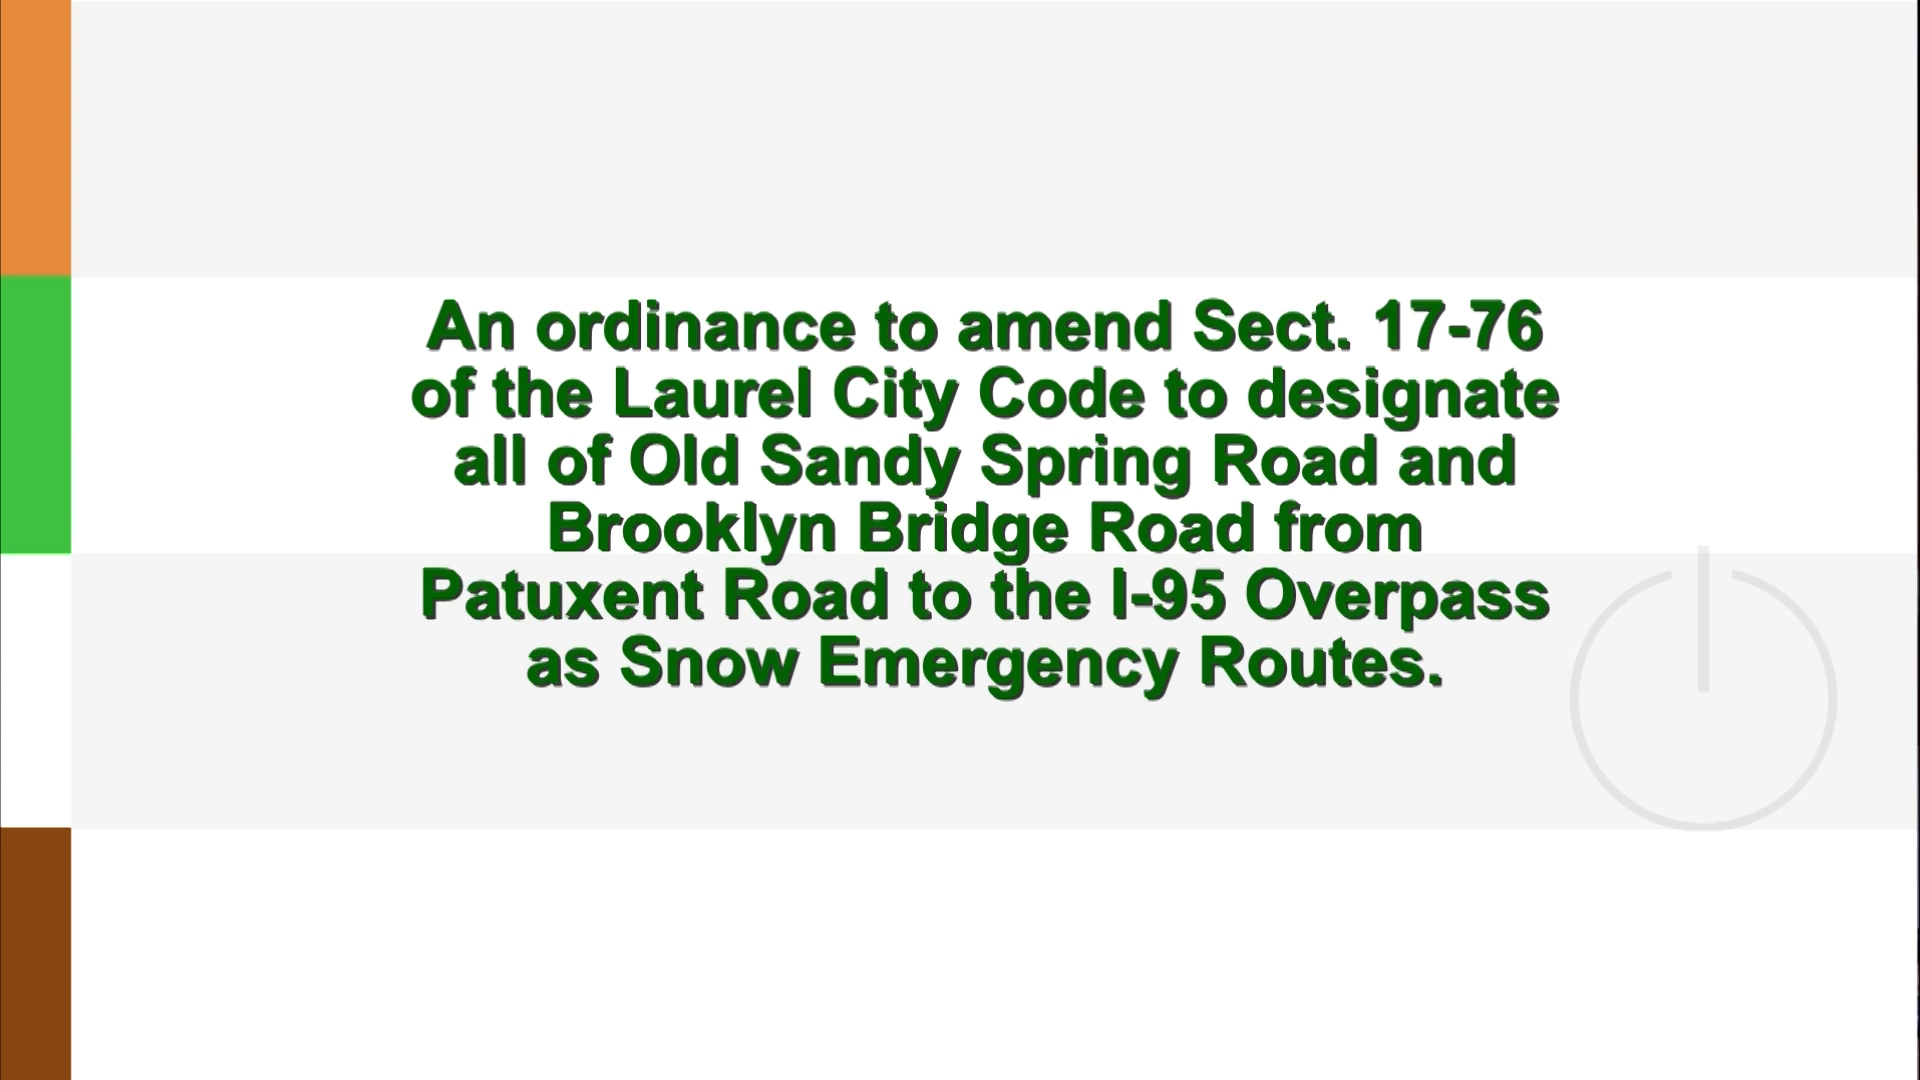 An ordinance to amend Sect. 17-76
of the Laurel City Code to designate
all of Old Sandy Spring Road and
Brooklyn Bridge Road from
Patuxent Road to the I-95 Overpass
as Snow Emergency Routes.